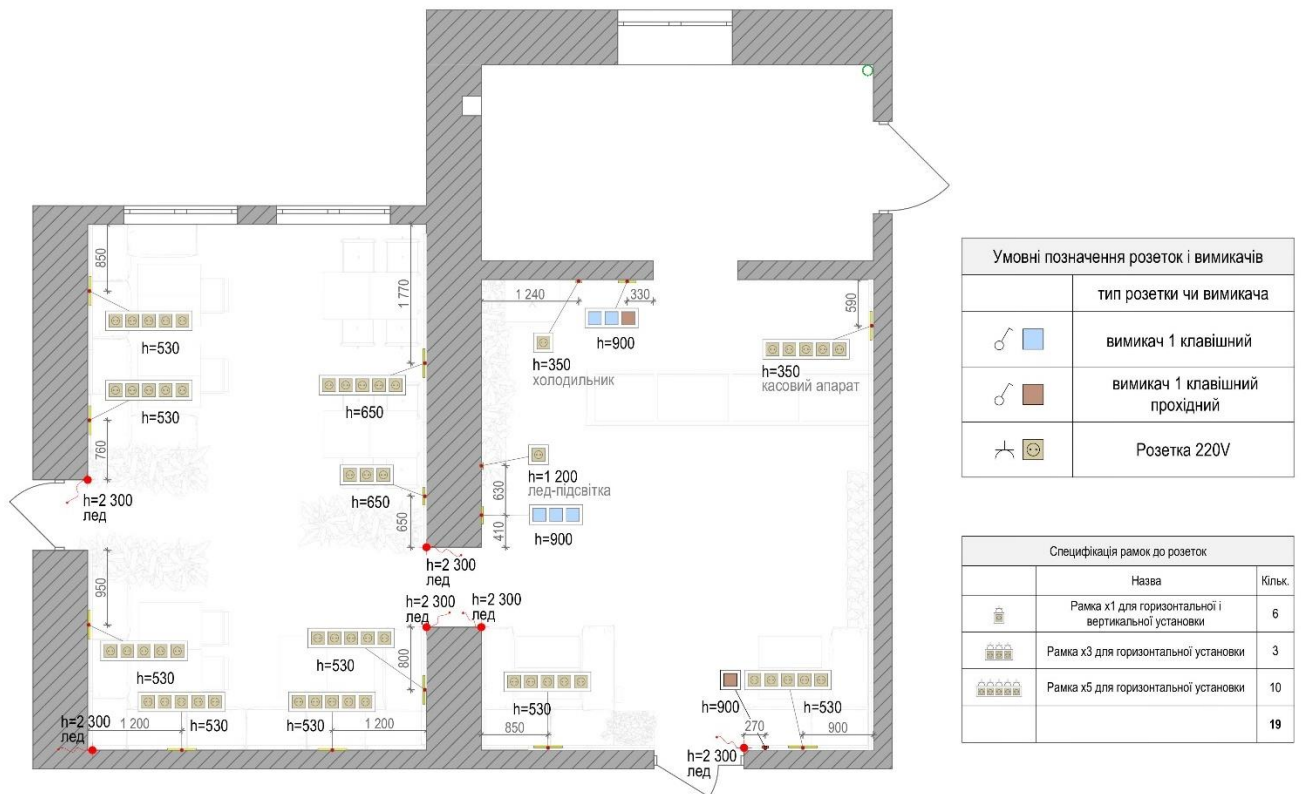 850
h=530
h=530
760
h=2 300
лед
950
h=530
h=530
1 200
h=2 300
лед
h=530
1 200
h=530
800
1 770
h=650
h=650
650
h=2 300
лед
h=2 300
лед
h=2 300
1 240
330
h=900
h=350
холодильник
590
h=350
касовий апарат
h=1 200
лед-підсвітка
630
410
h=900
h=530
850
h=900
h=530
270
900
h=2 300
лед
Умовні позначення розеток і вимикачів
тип розетки чи вимикача
вимикач 1 клавішний
вимикач 1 клавішний
прохідний
Розетка 220V
Специфікація рамок до розеток
Назва Кільк.
Рамка x1 для горизонтальної і
вертикальної установки 6
Рамка x3 для горизонтальної установки 3
Рамка x5 для горизонтальної установки 10
19